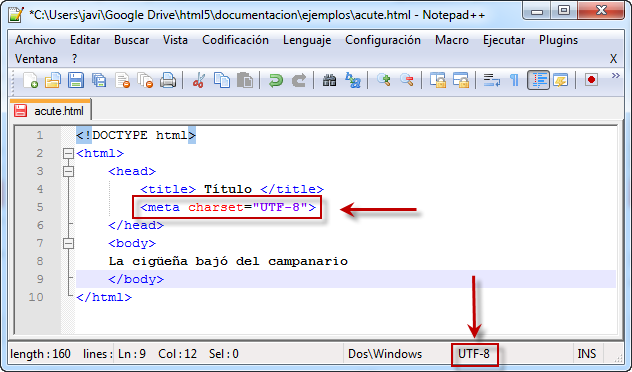 *C:\Users\javi\Google Drive\html5\documentacion\ejemplos\acute.html - Notepad++
Archivo Editar Buscar Vista Codificación Lenguaje Configuración Macro Ejecutar Plugins
Ventana ? X
acute.html
1 <!DOCTYPE html>
2 <html>
3 <head>
4 <title> Título </title>
5 <meta charset="UTF-8">
6 </head>
7 <body>
8 La cigüeña bajó del campanario
9 </body>
10 </html>
length : 160 lines : Ln : 9 Col : 12 Sel : 0 Dos\Windows UTF-8 INS